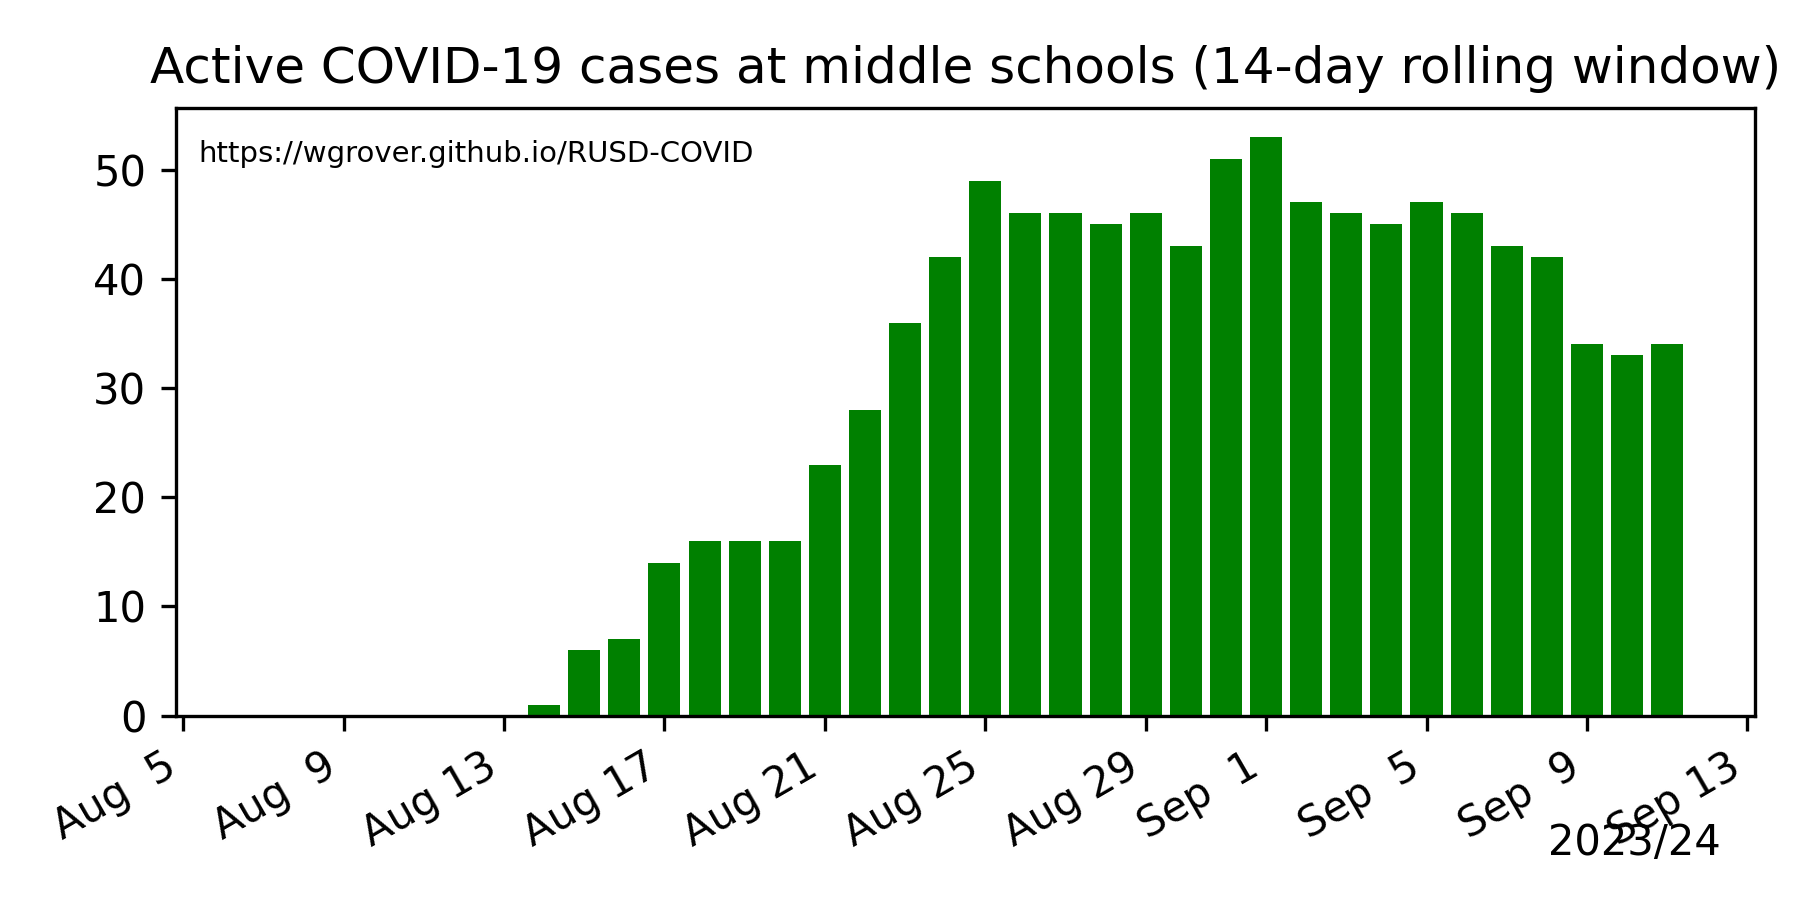 Active COVID-19 cases at middle schools (14-day rolling window)
https://wgrover.github.io/RUSD-COVID
50
40
30
20
10
0
Aug 5
Aug 9
Aug 13
Aug 17
Aug 21
Aug 25
Aug 29
Sep 1
Sep 5
Sep 9
Sep 13
2023/24